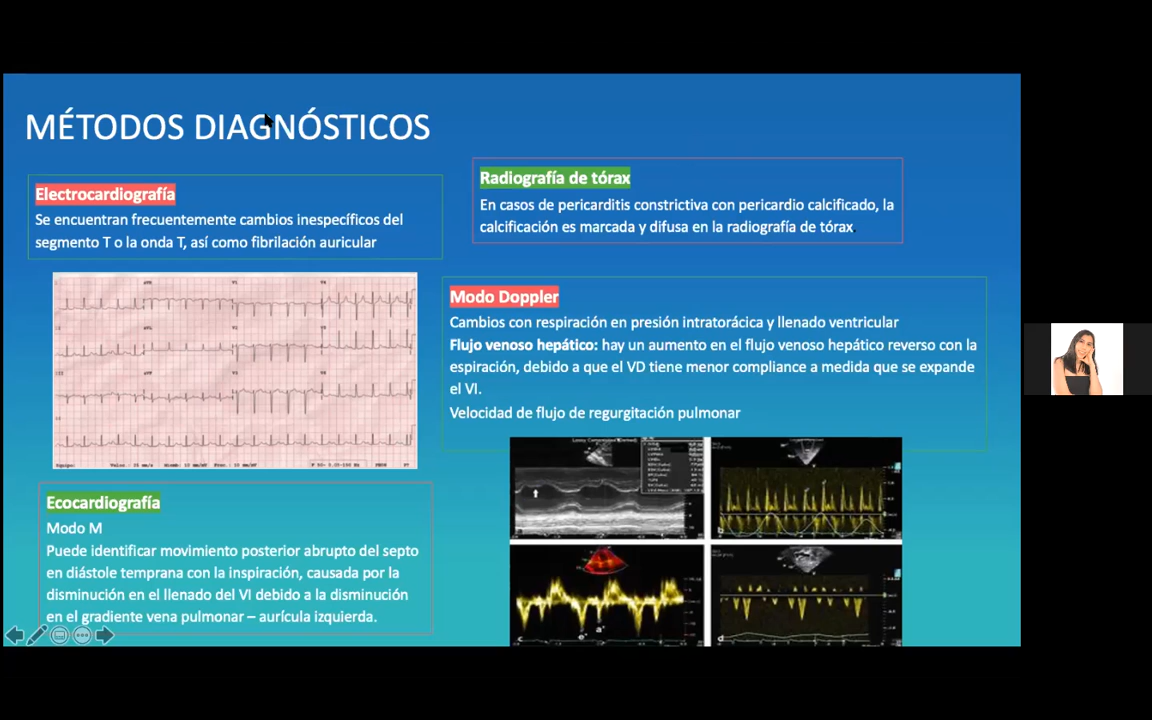 MÉTODOS DIAGNÓSTICOS
Electrocardiografía
Se encuentran frecuentemente cambios inespecíficos del
segmento T o la onda T, así como fibrilación auricular
Radiografía de tórax
En casos de pericarditis constrictiva con pericardio calcificado, la
calcificación es marcada y difusa en la radiografía de tórax.
Modo Doppler
Cambios con respiración en presión intratorácica y llenado ventricular
Flujo venoso hepático: hay un aumento en el flujo venoso hepático reverso con la
espiración, debido a que el VD tiene menor compliance a medida que se expande
el VI.
Velocidad de flujo de regurgitación pulmonar
Ecocardiografía
Modo M
Puede identificar movimiento posterior abrupto del septo
en diástole temprana con la inspiración, causada por la
disminución en el llenado del VI debido a la disminución
en el gradiente vena pulmonar – aurícula izquierda.
aVR
V1
aVL
III
aVF
b
c
e'
a'
d